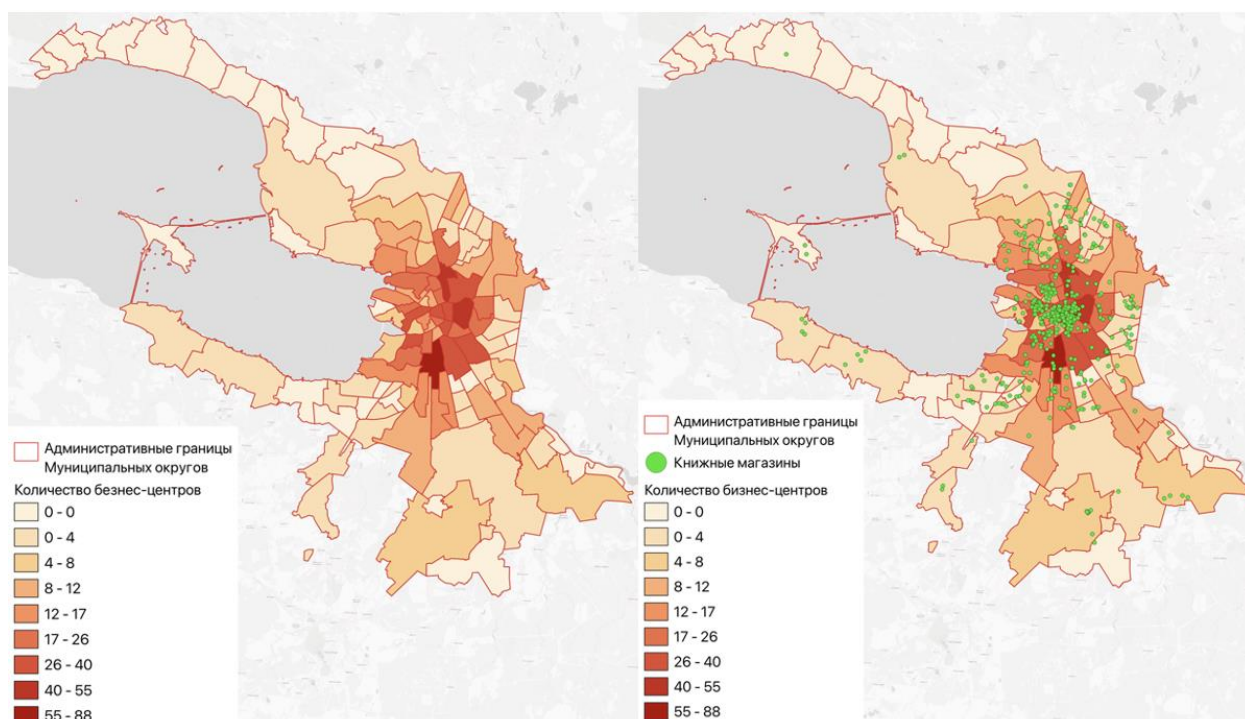 Административные границы
Муниципальных округов
Количество бизнес-центров
0 - 0
0 - 4
4 - 8
8 - 12
12 - 17
17 - 26
26 - 40
40 - 55
55 - 88
Административные границы
Муниципальных округов
Книжные магазины
Количество бизнес-центров
0 - 0
0 - 4
4 - 8
8 - 12
12 - 17
17 - 26
26 - 40
40 - 55
55 - 88